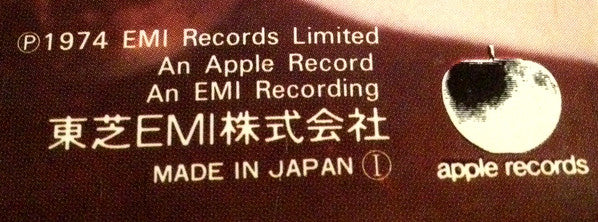 ℗1974 EMI Records Limited
An Apple Record
An EMI Recording
東芝EMI株式会社
MADE IN JAPAN Ⓘ
apple records